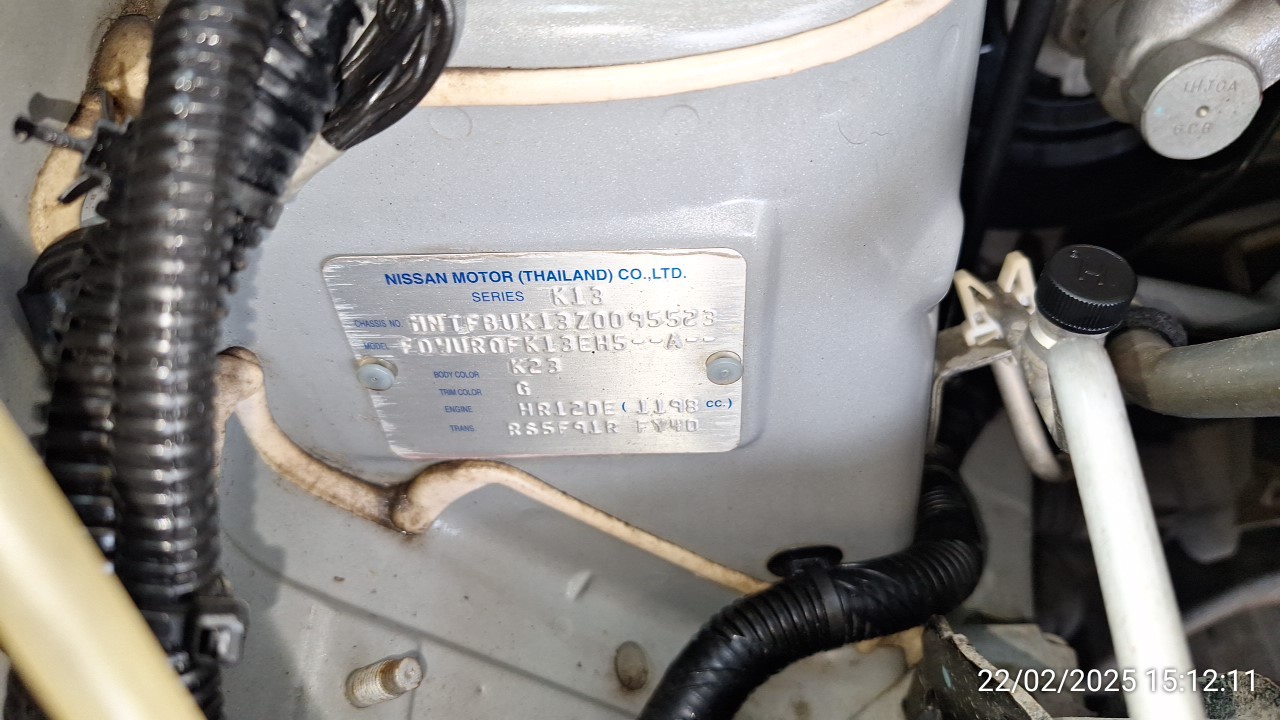 1HJ0A
NISSAN MOTOR (THAILAND) CO.,LTD.
SERIES K13
CHASSIS NO. MNTFBUK13Z0095523
MODEL
BODY COLOR K23
TRIM COLOR G
ENGINE HR12DE ( 1198 CC.)
TRANS RS5F91R FY40
22/02/2025 15:12:11